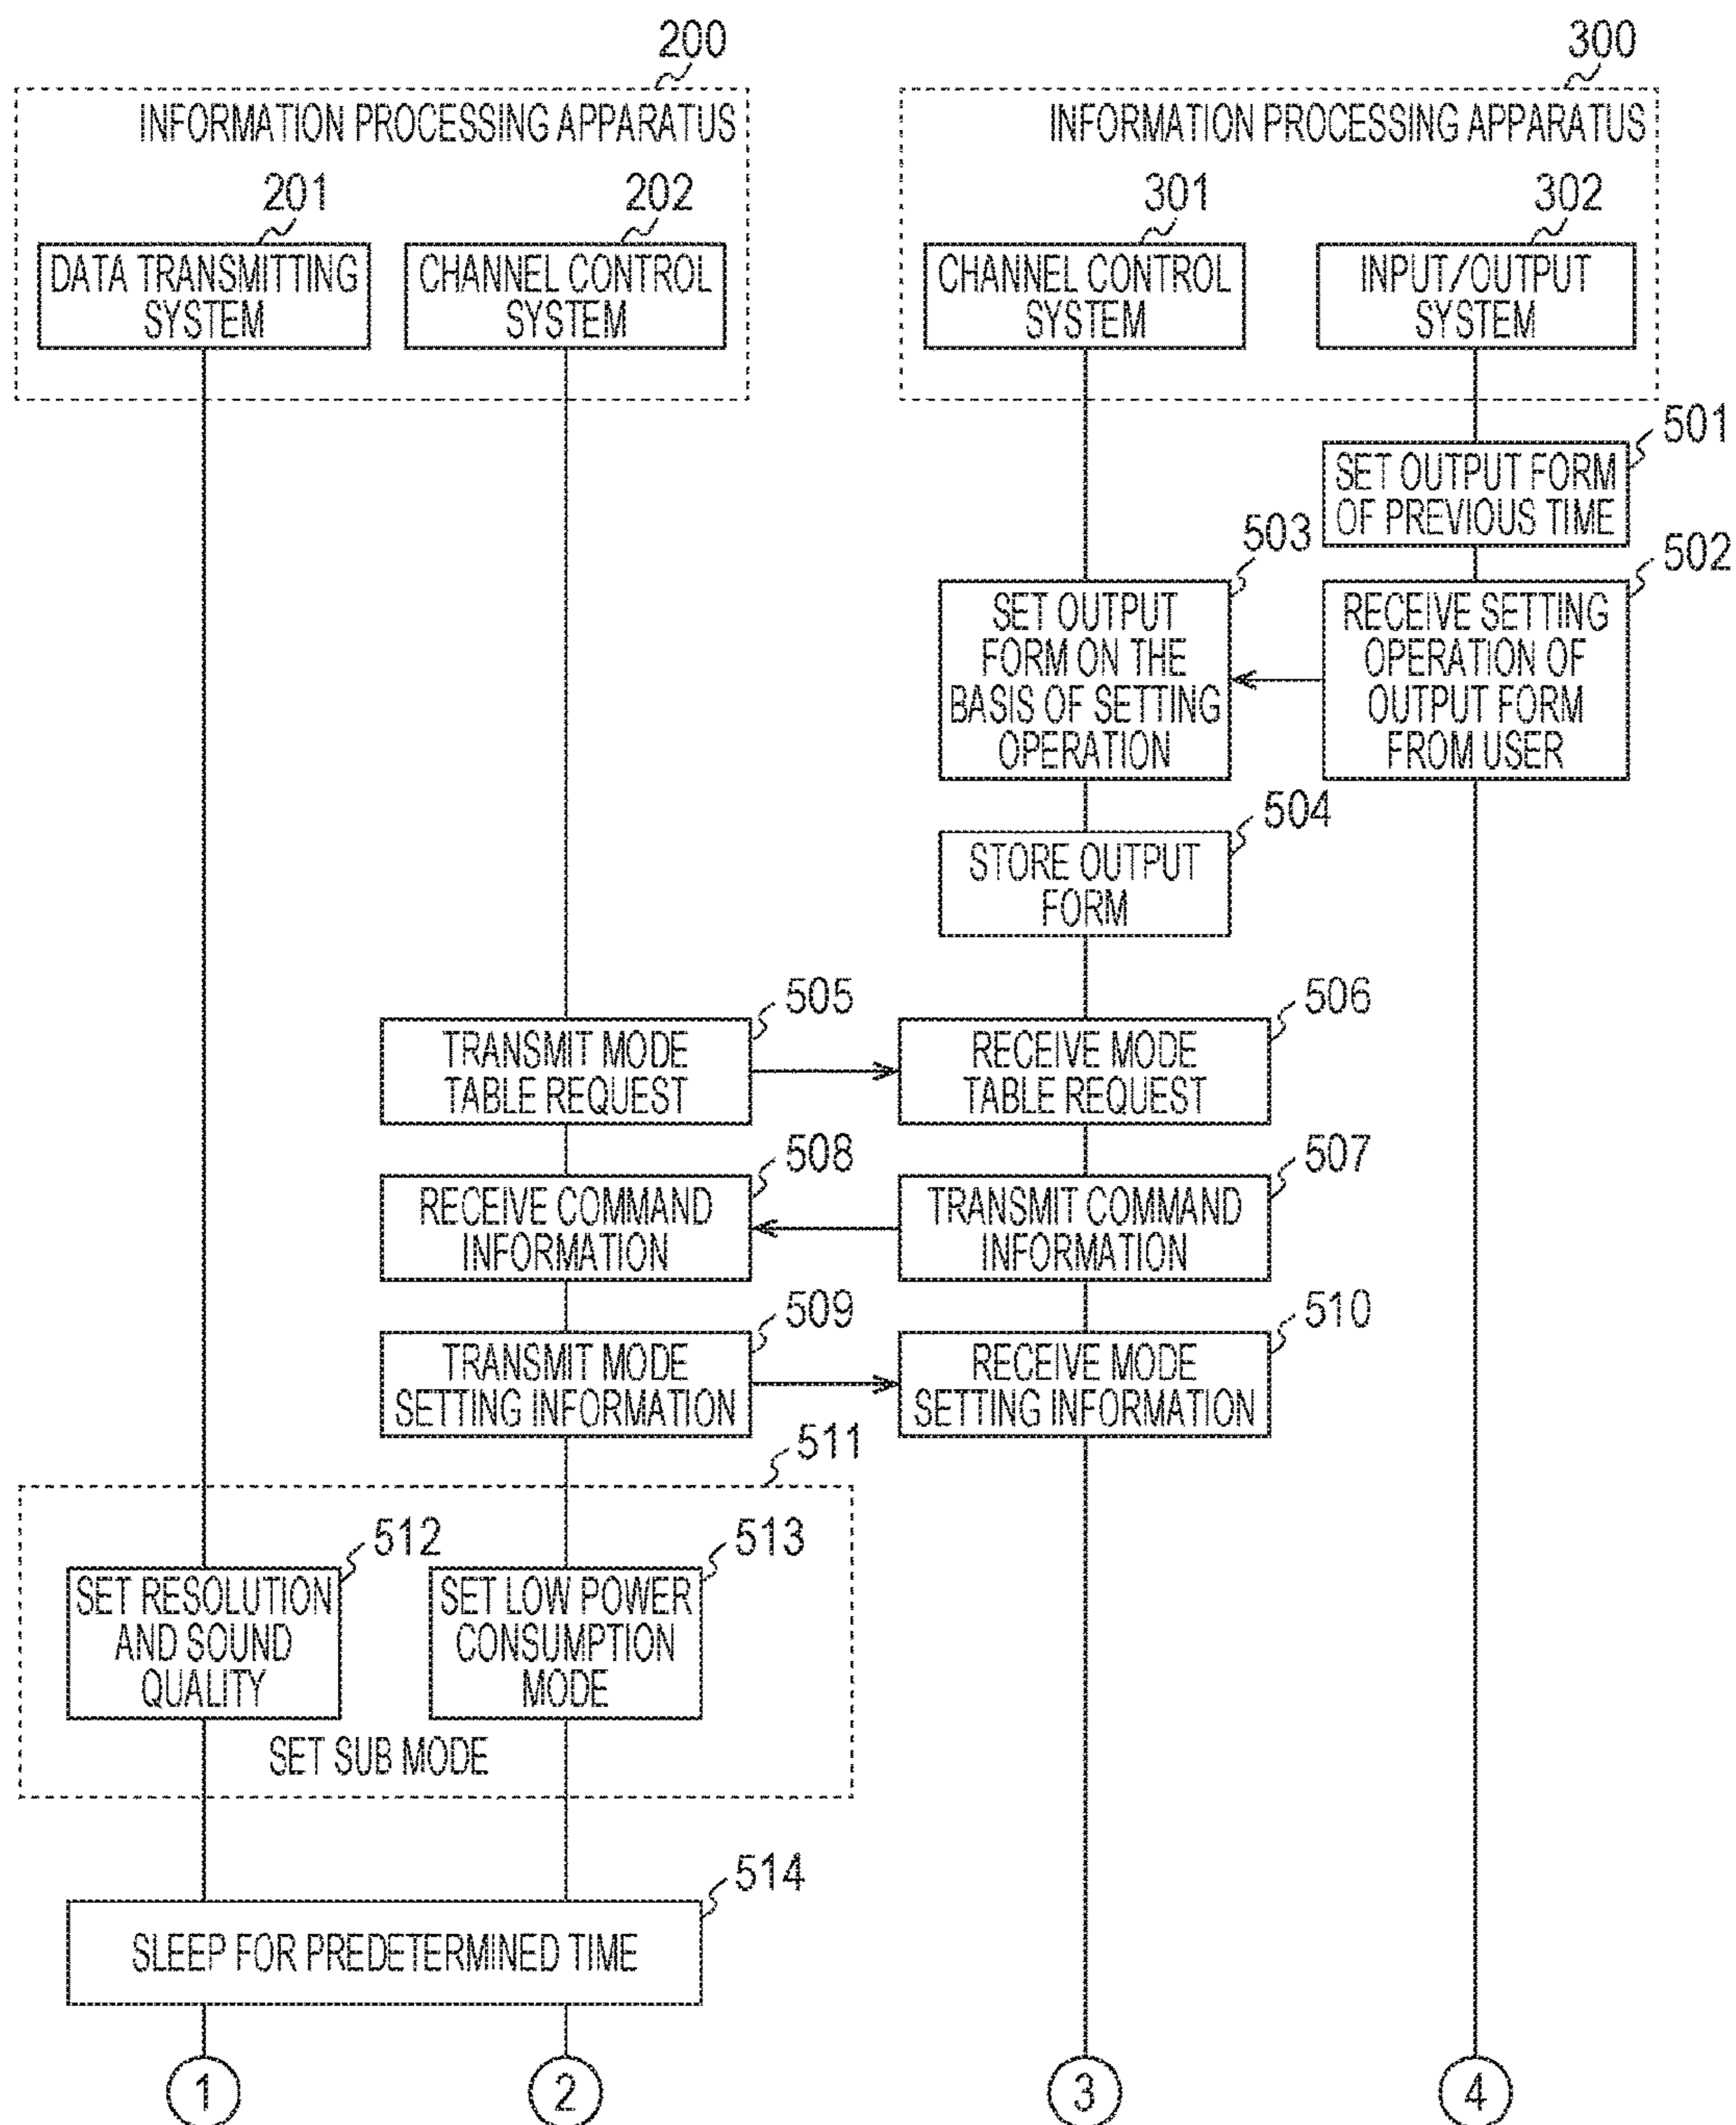 200
300
INFORMATION PROCESSING APPARATUS
INFORMATION PROCESSING APPARATUS
201
202
301
302
DATA TRANSMITTING
SYSTEM
CHANNEL CONTROL
SYSTEM
CHANNEL CONTROL
SYSTEM
INPUT/OUTPUT
SYSTEM
501
SET OUTPUT FORM
OF PREVIOUS TIME
503
502
SET OUTPUT
FORM ON THE
BASIS OF SETTING
OPERATION
RECEIVE SETTING
OPERATION OF
OUTPUT FORM
FROM USER
504
STORE OUTPUT
FORM
505
506
TRANSMIT MODE
TABLE REQUEST
RECEIVE MODE
TABLE REQUEST
508
507
RECEIVE COMMAND
INFORMATION
TRANSMIT COMMAND
INFORMATION
509
510
TRANSMIT MODE
SETTING INFORMATION
RECEIVE MODE
SETTING INFORMATION
511
512
513
SET RESOLUTION
AND SOUND
QUALITY
SET LOW POWER
CONSUMPTION
MODE
SET SUB MODE
514
SLEEP FOR PREDETERMINED TIME
1
2
3
4